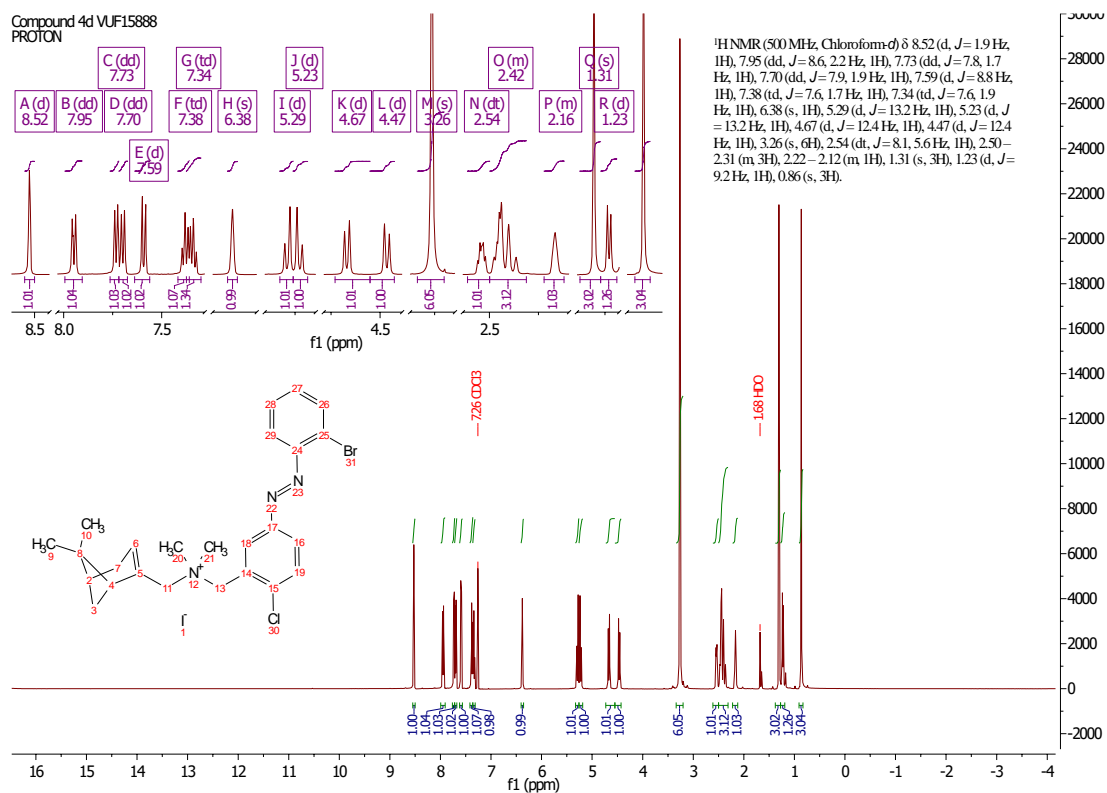 Compound 4d VUF15888
PROTON
A (d)
8.52
B (dd)
7.95
C (dd)
7.73
D (dd)
7.70
E (d)
7.59
F (td)
7.38
G (td)
7.34
H (s)
6.38
I (d)
5.29
J (d)
5.23
K (d)
4.67
L (d)
4.47
M (s)
3.26
N (dt)
2.54
O (m)
2.42
P (m)
2.16
Q (s)
1.31
R (d)
1.23
¹H NMR (500 MHz, Chloroform-d) δ 8.52 (d, J = 1.9 Hz,
1H), 7.95 (dd, J = 8.6, 2.2 Hz, 1H), 7.73 (dd, J = 7.8, 1.7
Hz, 1H), 7.70 (dd, J = 7.9, 1.9 Hz, 1H), 7.59 (d, J = 8.8 Hz,
1H), 7.38 (td, J = 7.6, 1.7 Hz, 1H), 7.34 (td, J = 7.6, 1.9
Hz, 1H), 6.38 (s, 1H), 5.29 (d, J = 13.2 Hz, 1H), 5.23 (d, J
= 13.2 Hz, 1H), 4.67 (d, J = 12.4 Hz, 1H), 4.47 (d, J = 12.4
Hz, 1H), 3.26 (s, 6H), 2.54 (dt, J = 8.1, 5.6 Hz, 1H), 2.50 –
2.31 (m, 3H), 2.22 – 2.12 (m, 1H), 1.31 (s, 3H), 1.23 (d, J =
9.2 Hz, 1H), 0.86 (s, 3H).
1.01 1.04 1.03 1.02 1.02 1.07 1.34 0.99 1.01 1.00 1.01 1.00 6.05 1.01 3.12 1.03 3.02 1.26 3.04
8.5 8.0 7.5 4.5 2.5
f1 (ppm)
7.26 CDCl3
1.68 HDO
27
28
26
29
25
24
Br
31
N
23
N
22
17
CH3
10
CH3
9
8
7
6
2
4
5
3
11
H3C
20
CH3
21
N+
12
13
18
16
14
19
15
Cl
30
I-
1
1.00 1.04 1.03 1.02 1.00 1.07 0.98 0.99 1.01 1.00 1.01 1.00 6.05 1.01 3.12 1.03 3.02 1.26 3.04
16 15 14 13 12 11 10 9 8 7 6 5 4 3 2 1 0 -1 -2 -3 -4
f1 (ppm)
30000
28000
26000
24000
22000
20000
18000
16000
14000
12000
10000
8000
6000
4000
2000
0
-2000